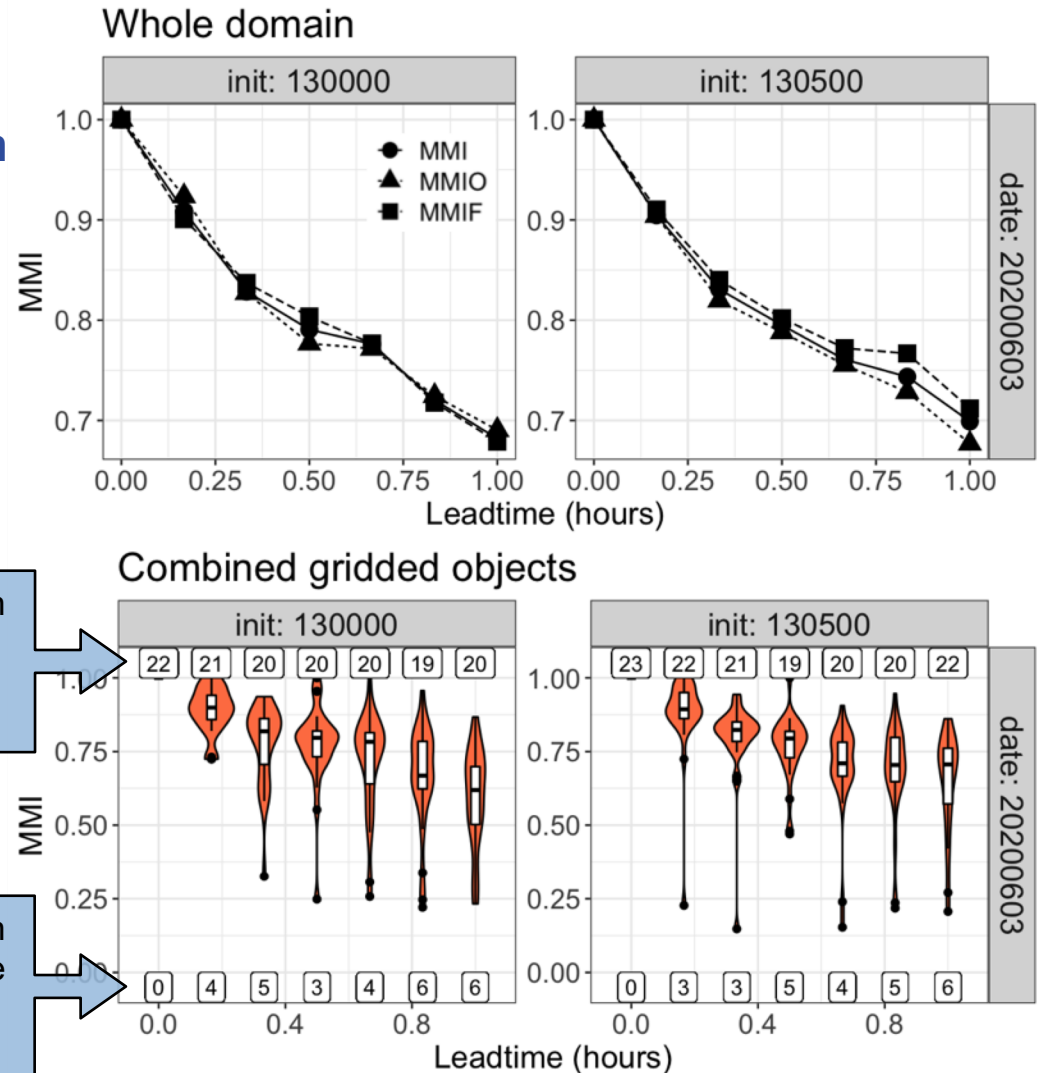 Whole domain
init: 130000
init: 130500
1.0
0.9
0.8
0.7
1.0
0.9
0.8
0.7
MMI
MMI
MMIO
MMIF
date: 20200603
0.00 0.25 0.50 0.75 1.00
0.00 0.25 0.50 0.75 1.00
Leadtime (hours)
Combined gridded objects
init: 130000
init: 130500
22 21 20 20 20 19 20
23 22 21 19 20 20 22
1.00
0.75
0.50
0.25
0.00
1.00
0.75
0.50
0.25
0.00
MMI
date: 20200603
0 4 5 3 4 6 6
0 3 3 5 4 5 6
0.0 0.4 0.8
0.0 0.4 0.8
Leadtime (hours)